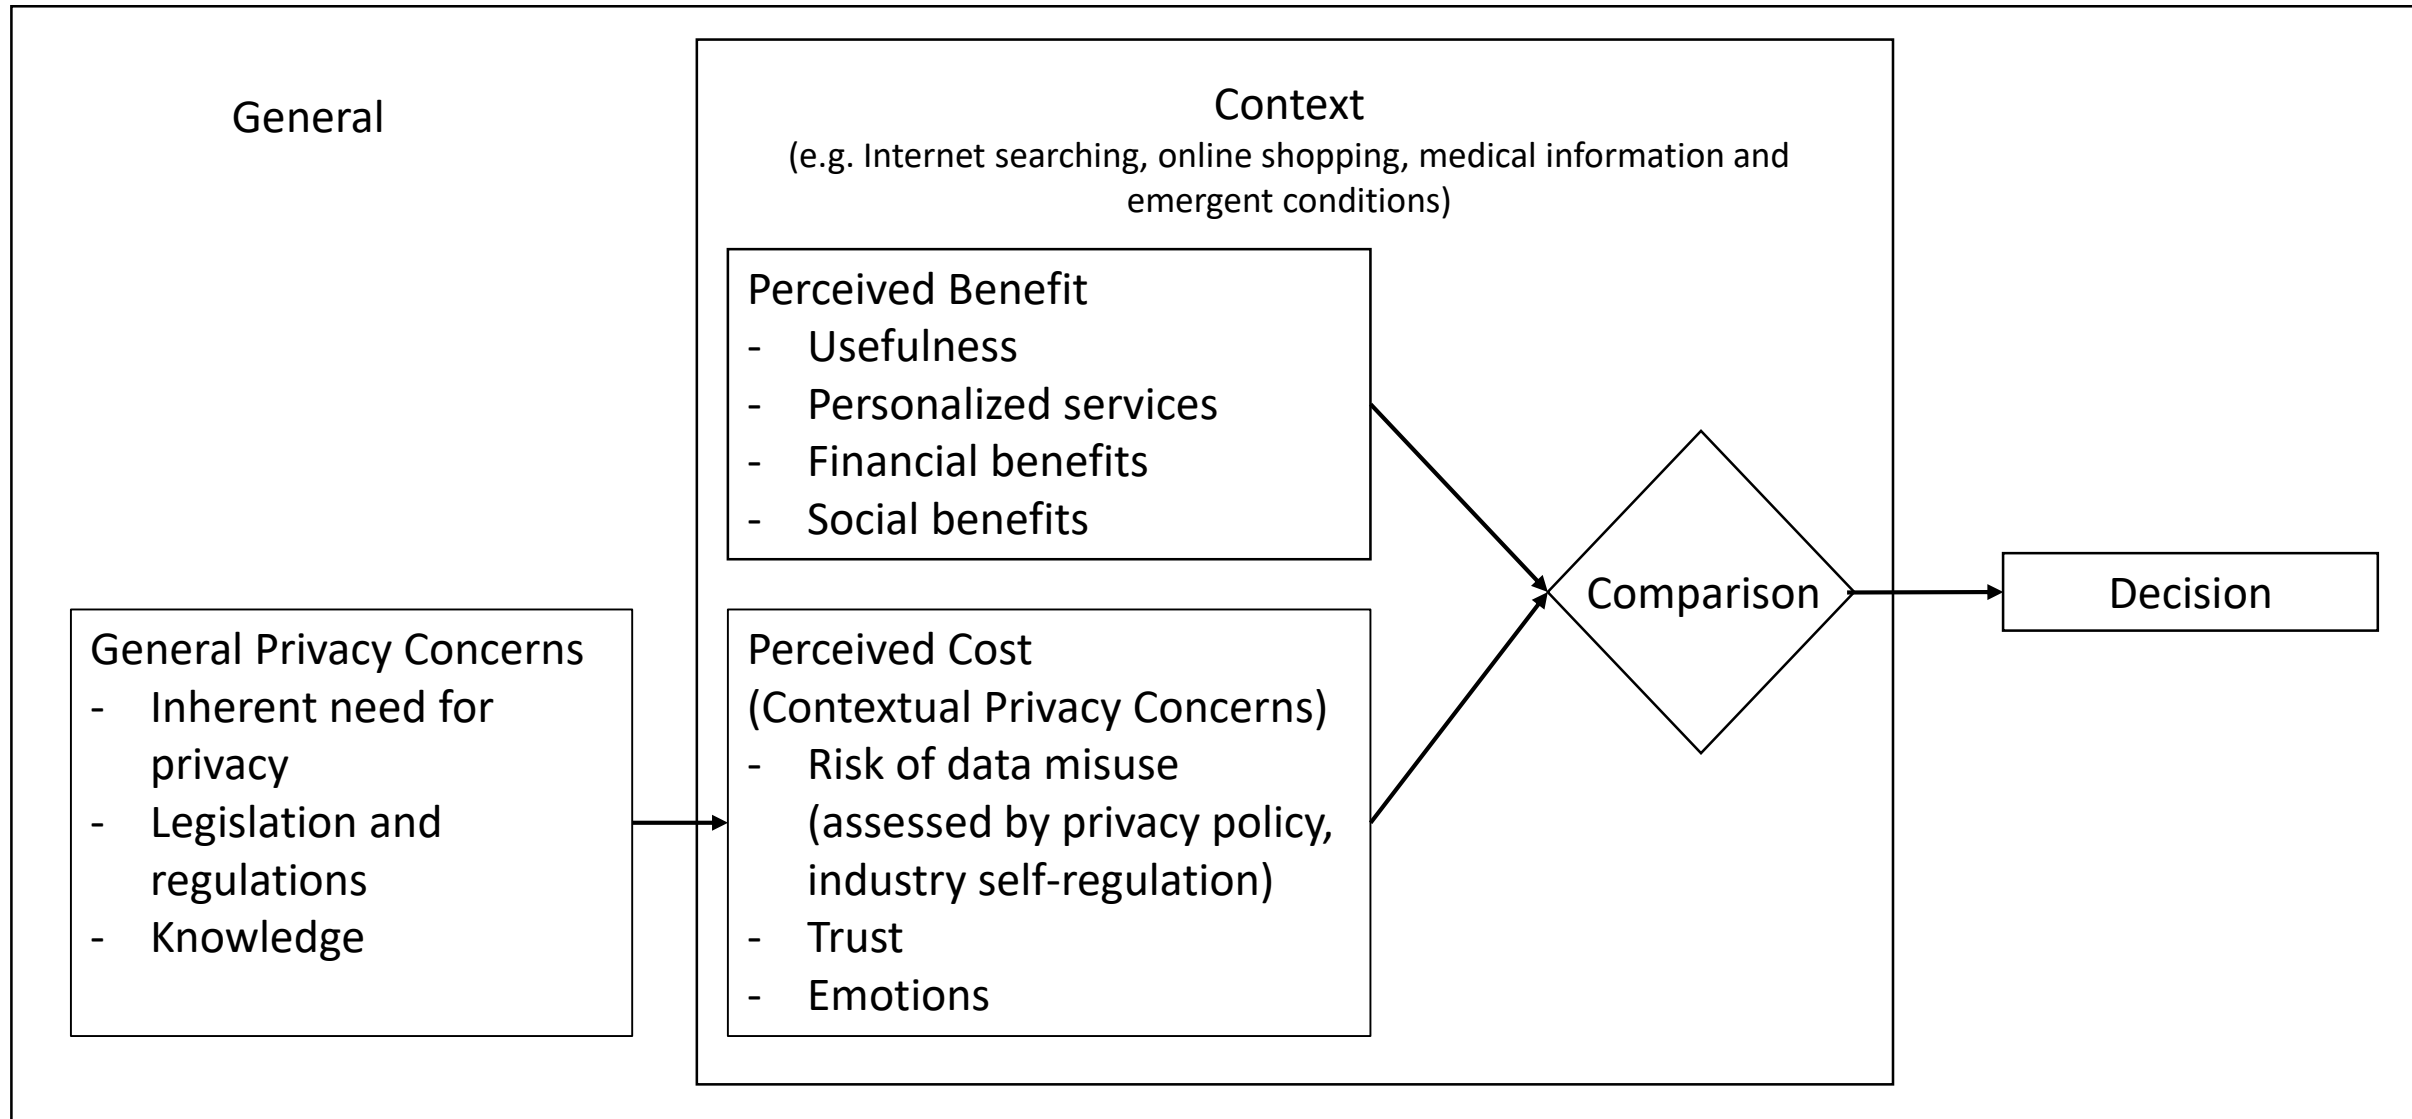 General
Context
(e.g. Internet searching, online shopping, medical information and
emergent conditions)
Perceived Benefit
- Usefulness
- Personalized services
- Financial benefits
- Social benefits
General Privacy Concerns
- Inherent need for
privacy
- Legislation and
regulations
- Knowledge
Perceived Cost
(Contextual Privacy Concerns)
- Risk of data misuse
(assessed by privacy policy,
industry self-regulation)
- Trust
- Emotions
Comparison
Decision